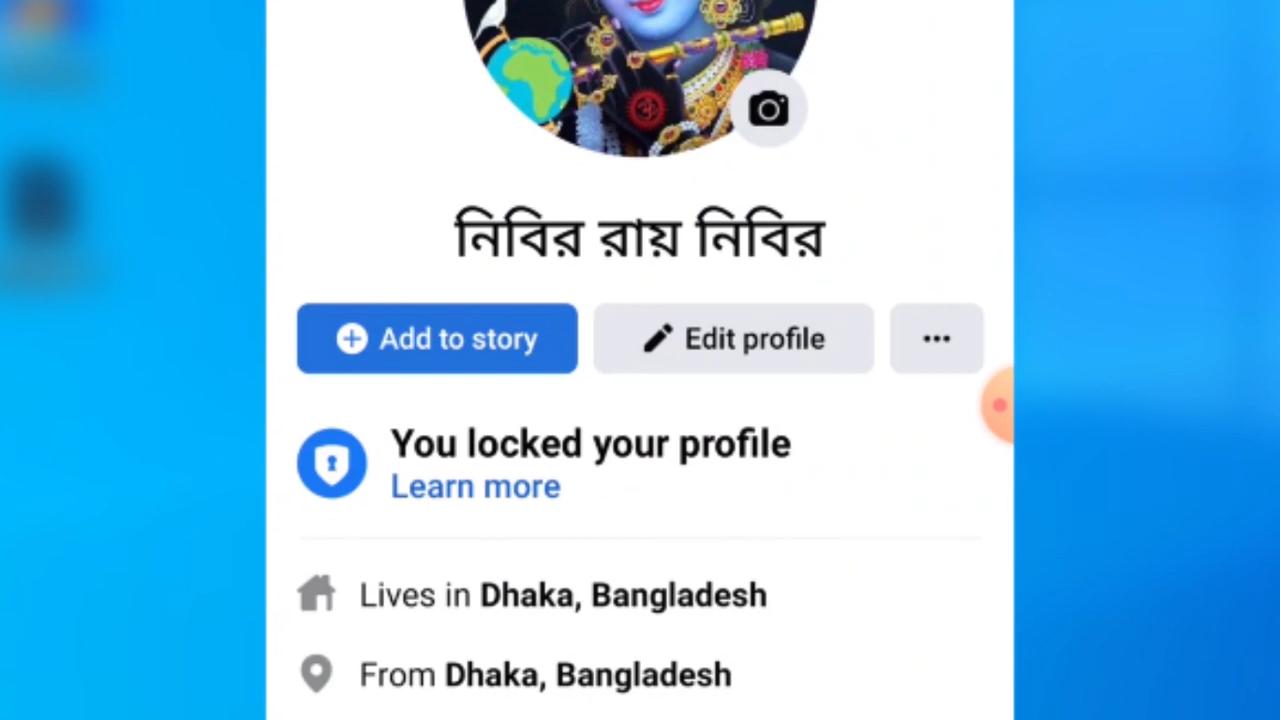 নিবির রায় নিবির
Add to story
Edit profile
You locked your profile
Learn more
Lives in Dhaka, Bangladesh
From Dhaka, Bangladesh